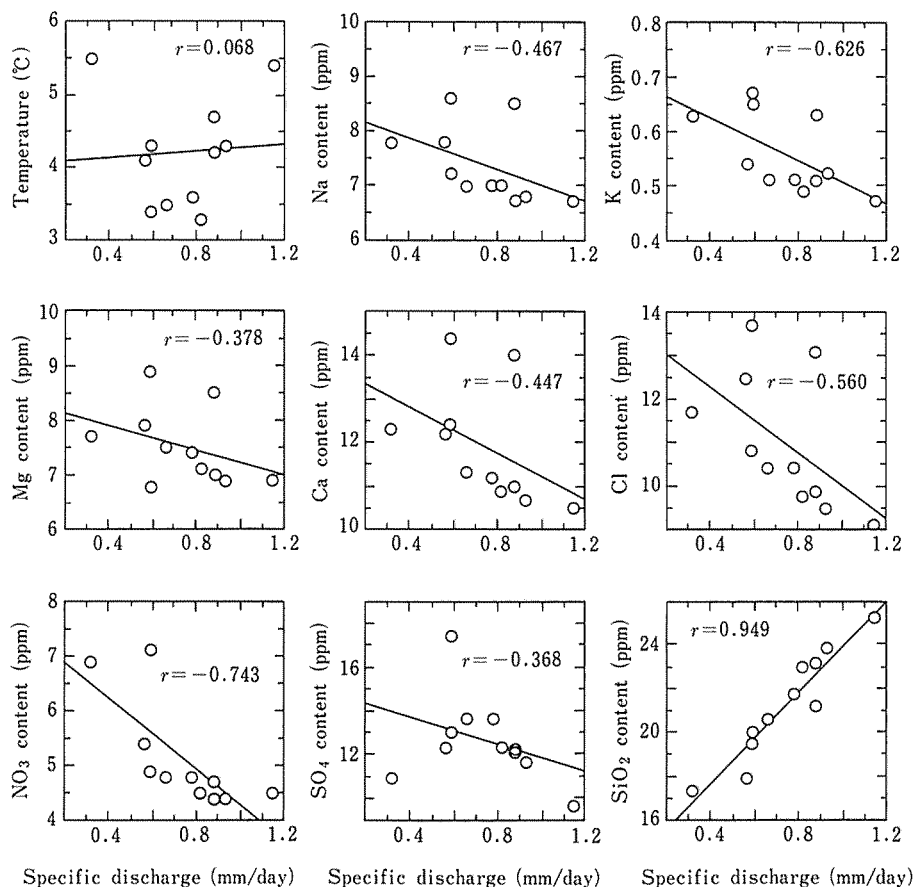 6
5
4
3
0.4 0.8 1.2
Temperature (℃)
r=0.068
10
9
8
7
6
0.4 0.8 1.2
Na content (ppm)
r=−0.467
0.8
0.7
0.6
0.5
0.4
0.4 0.8 1.2
K content (ppm)
r=−0.626
10
9
8
7
6
0.4 0.8 1.2
Mg content (ppm)
r=−0.378
14
12
10
0.4 0.8 1.2
Ca content (ppm)
r=−0.447
14
12
10
0.4 0.8 1.2
Cl content (ppm)
r=−0.560
8
7
6
5
4
0.4 0.8 1.2
NO3 content (ppm)
r=−0.743
Specific discharge (mm/day)
16
12
0.4 0.8 1.2
SO4 content (ppm)
r=−0.368
Specific discharge (mm/day)
24
20
16
0.4 0.8 1.2
SiO2 content (ppm)
r=0.949
Specific discharge (mm/day)